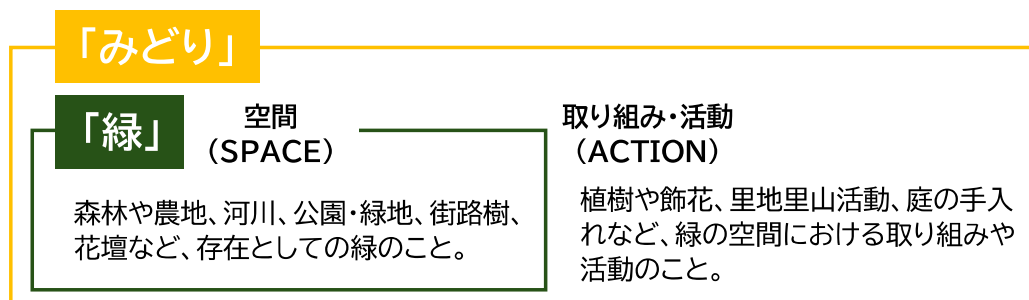 「みどり」
「緑」
空間
（SPACE）
森林や農地、河川、公園・緑地、街路樹、
花壇など、存在としての緑のこと。
取り組み・活動
（ACTION）
植樹や飾花、里地里山活動、庭の手入
れなど、緑の空間における取り組みや
活動のこと。